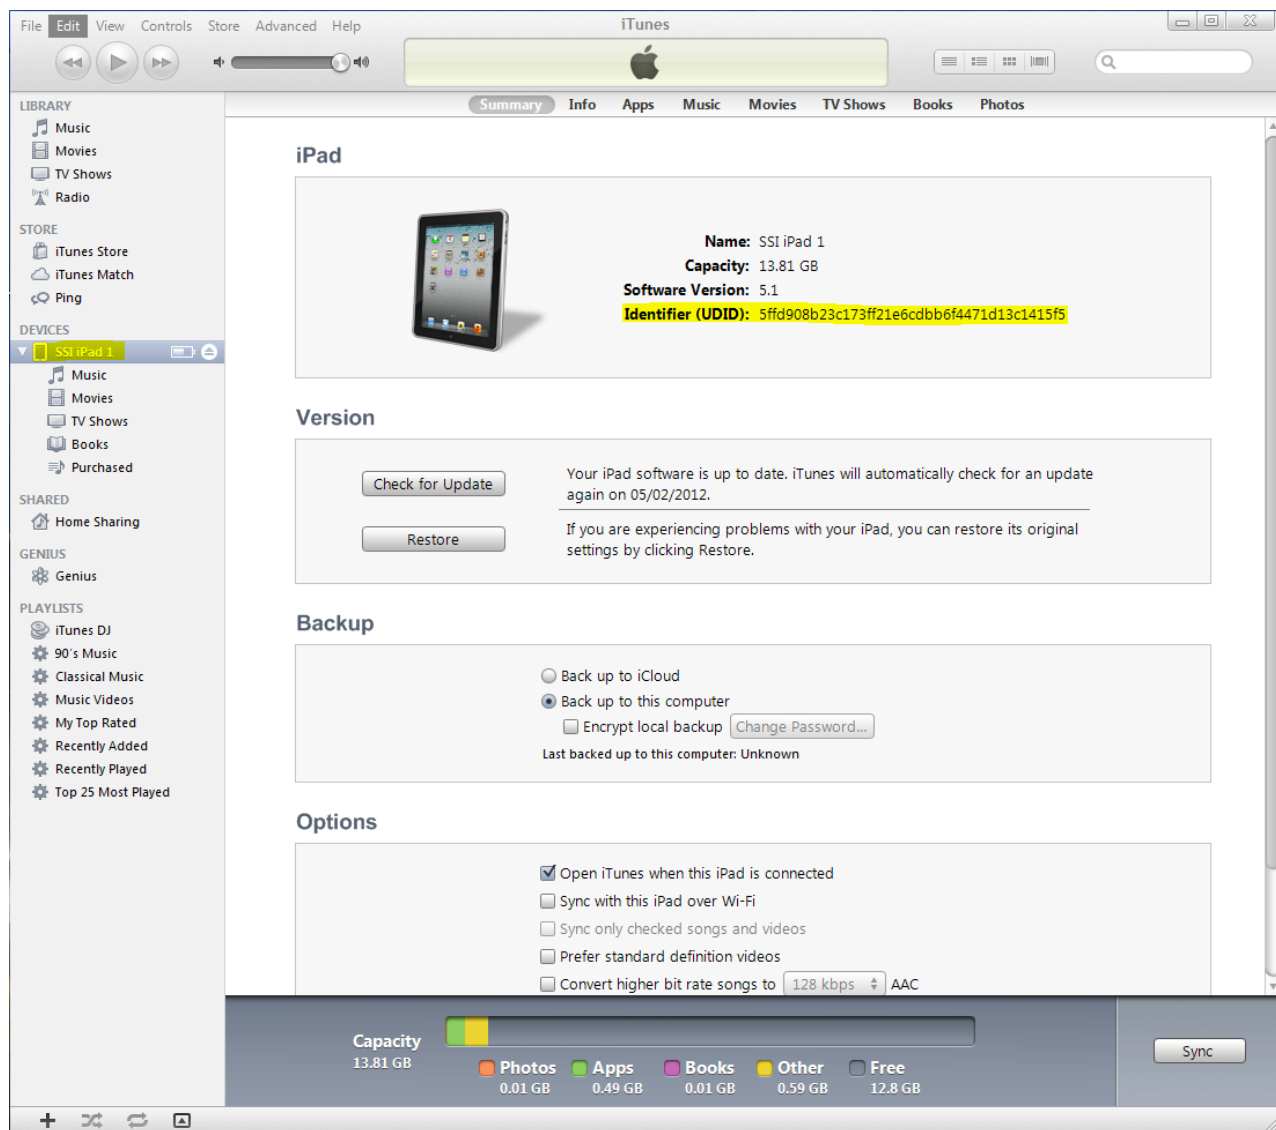 File Edit View Controls Store Advanced Help
iTunes
Summary Info Apps Music Movies TV Shows Books Photos
LIBRARY
Music
Movies
TV Shows
Radio
STORE
iTunes Store
iTunes Match
Ping
DEVICES
SSI iPad 1
Music
Movies
TV Shows
Books
Purchased
SHARED
Home Sharing
GENIUS
Genius
PLAYLISTS
iTunes DJ
90's Music
Classical Music
Music Videos
My Top Rated
Recently Added
Recently Played
Top 25 Most Played
iPad
Name: SSI iPad 1
Capacity: 13.81 GB
Software Version: 5.1
Identifier (UDID): 5ffd908b23c173ff21e6cdbb6f4471d13c1415f5
Version
Check for Update
Your iPad software is up to date. iTunes will automatically check for an update
again on 05/02/2012.
Restore
If you are experiencing problems with your iPad, you can restore its original
settings by clicking Restore.
Backup
Back up to iCloud
Back up to this computer
Encrypt local backup Change Password...
Last backed up to this computer: Unknown
Options
Open iTunes when this iPad is connected
Sync with this iPad over Wi-Fi
Sync only checked songs and videos
Prefer standard definition videos
Convert higher bit rate songs to 128 kbps AAC
Capacity
13.81 GB
Photos Apps Books Other Free
0.01 GB 0.49 GB 0.01 GB 0.59 GB 12.8 GB
Sync